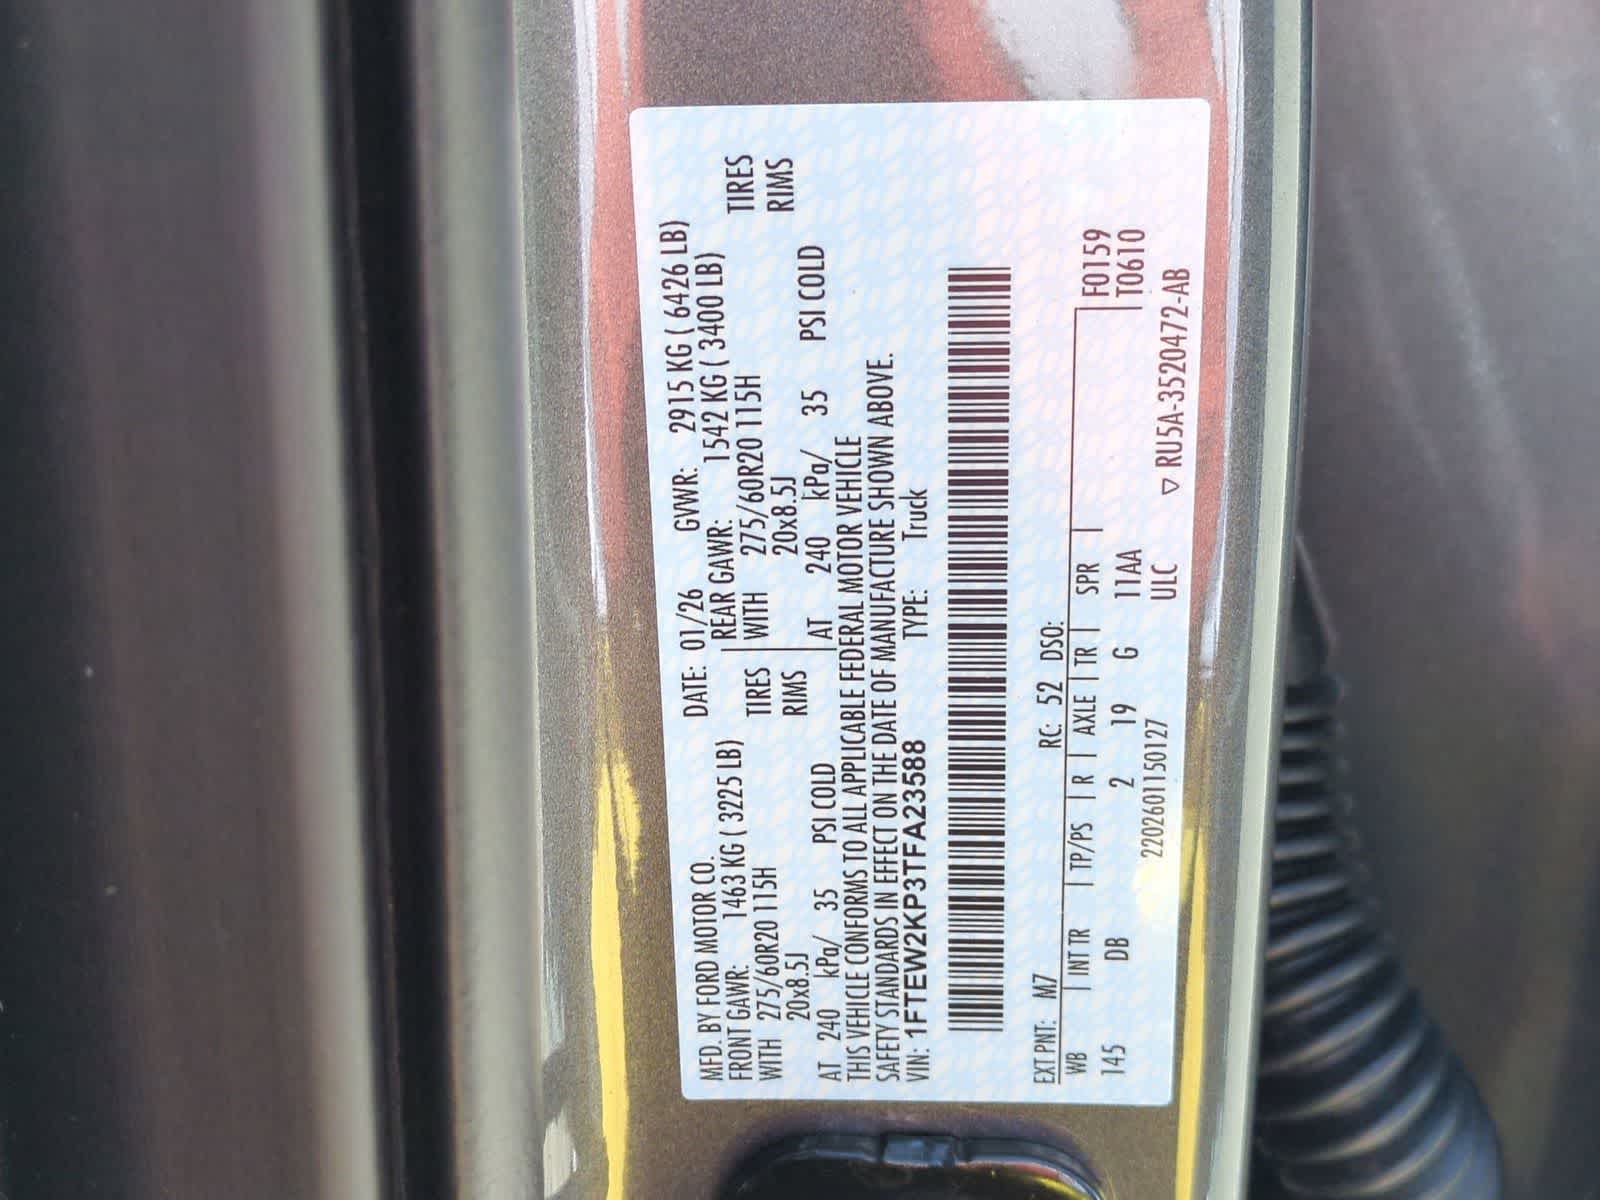 MFD. BY FORD MOTOR CO.
DATE: 01/26 GVWR: 2915 KG ( 6426 LB)
FRONT GAWR: 1463 KG ( 3225 LB)
REAR GAWR: 1542 KG ( 3400 LB)
WITH 275/60R20 115H TIRES
WITH 275/60R20 115H TIRES
20x8.5J RIMS
20x8.5J RIMS
AT 240 kPa/ 35 PSI COLD
AT 240 kPa/ 35 PSI COLD
THIS VEHICLE CONFORMS TO ALL APPLICABLE FEDERAL MOTOR VEHICLE
SAFETY STANDARDS IN EFFECT ON THE DATE OF MANUFACTURE SHOWN ABOVE.
VIN: 1FTEW2KP3TFA23588 TYPE: Truck
EXT PNT: M7 RC: 52 DSO:
WB INT TR TP/PS R AXLE TR SPR F0159
145 DB 2 19 G 11AA T0610
ULC
2202601150127 ▽ RU5A-3520472-AB